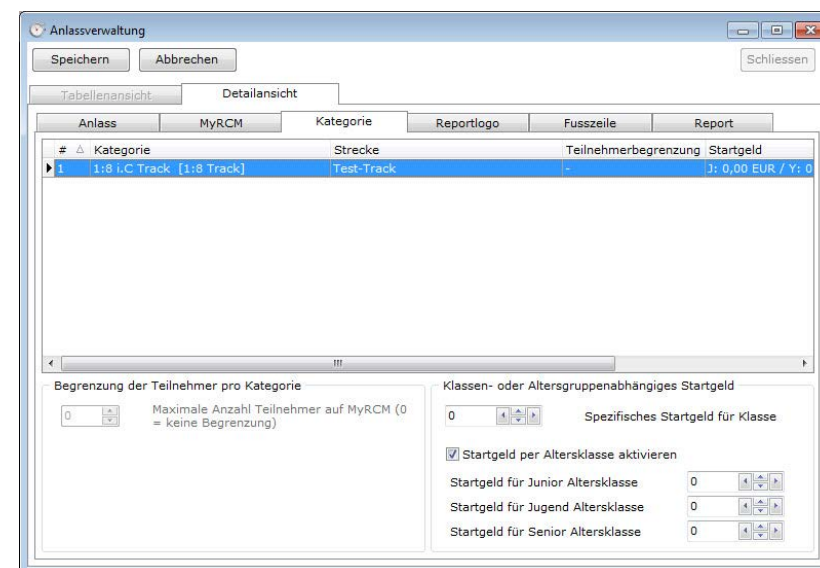 Anlassverwaltung
Speichern Abbrechen Schliessen
Tabellenansicht Detailansicht
Anlass MyRCM Kategorie Reportlogo Fusszeile Report
# Kategorie Strecke Teilnehmerbegrenzung Startgeld
1 1:8 i.C Track [1:8 Track] Test-Track - J: 0,00 EUR / Y: 0
Begrenzung der Teilnehmer pro Kategorie Klassen- oder Altersgruppenabhängiges Startgeld
0 Maximale Anzahl Teilnehmer auf MyRCM (0
= keine Begrenzung)
0 Spezifisches Startgeld für Klasse
Startgeld per Altersklasse aktivieren
Startgeld für Junior Altersklasse 0
Startgeld für Jugend Altersklasse 0
Startgeld für Senior Altersklasse 0